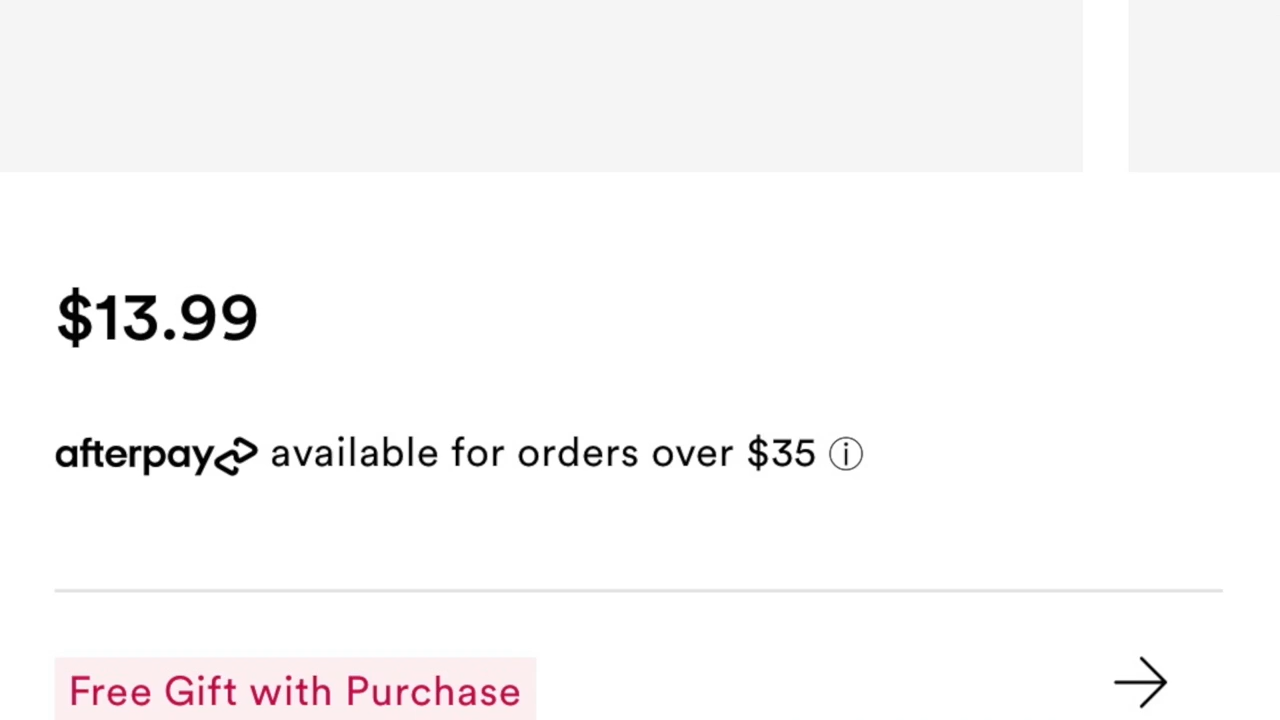 $13.99
afterpay available for orders over $35 ⓘ
Free Gift with Purchase